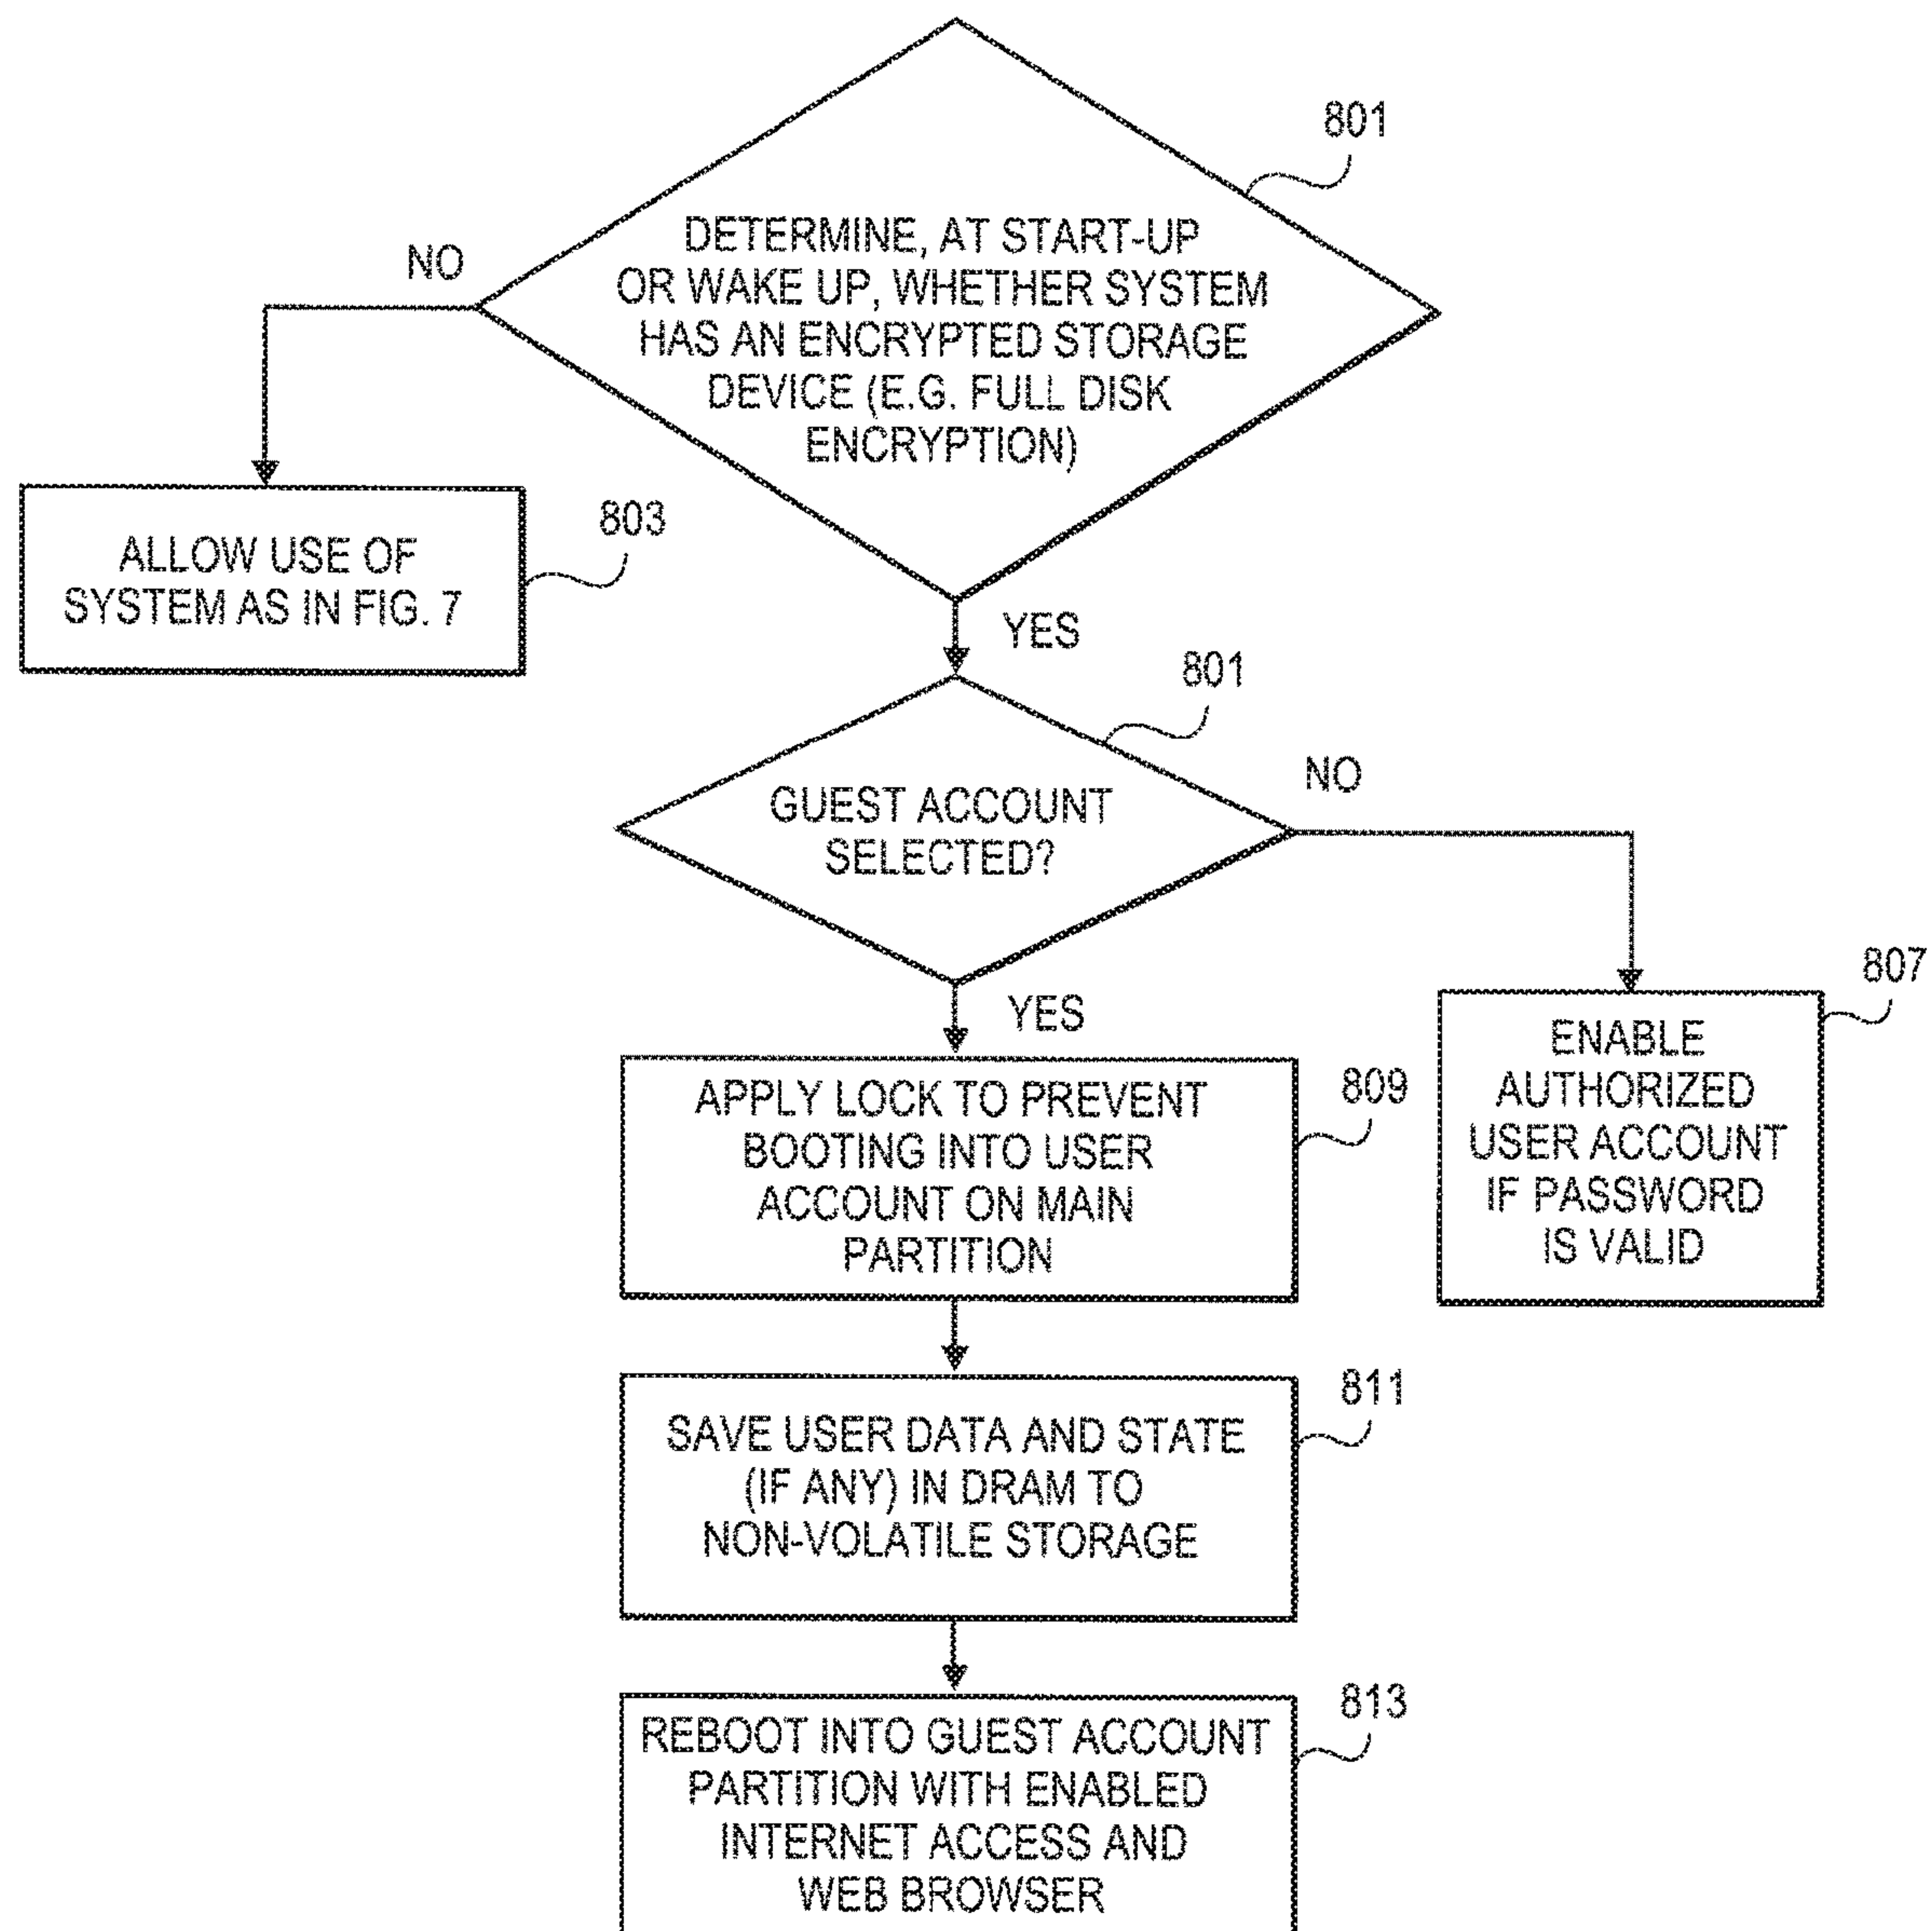 801
DETERMINE, AT START-UP
OR WAKE UP, WHETHER SYSTEM
HAS AN ENCRYPTED STORAGE
DEVICE (E.G. FULL DISK
ENCRYPTION)
NO
803
ALLOW USE OF
SYSTEM AS IN FIG. 7
YES
801
GUEST ACCOUNT
SELECTED?
NO
807
ENABLE
AUTHORIZED
USER ACCOUNT
IF PASSWORD
IS VALID
YES
809
APPLY LOCK TO PREVENT
BOOTING INTO USER
ACCOUNT ON MAIN
PARTITION
811
SAVE USER DATA AND STATE
(IF ANY) IN DRAM TO
NON-VOLATILE STORAGE
813
REBOOT INTO GUEST ACCOUNT
PARTITION WITH ENABLED
INTERNET ACCESS AND
WEB BROWSER